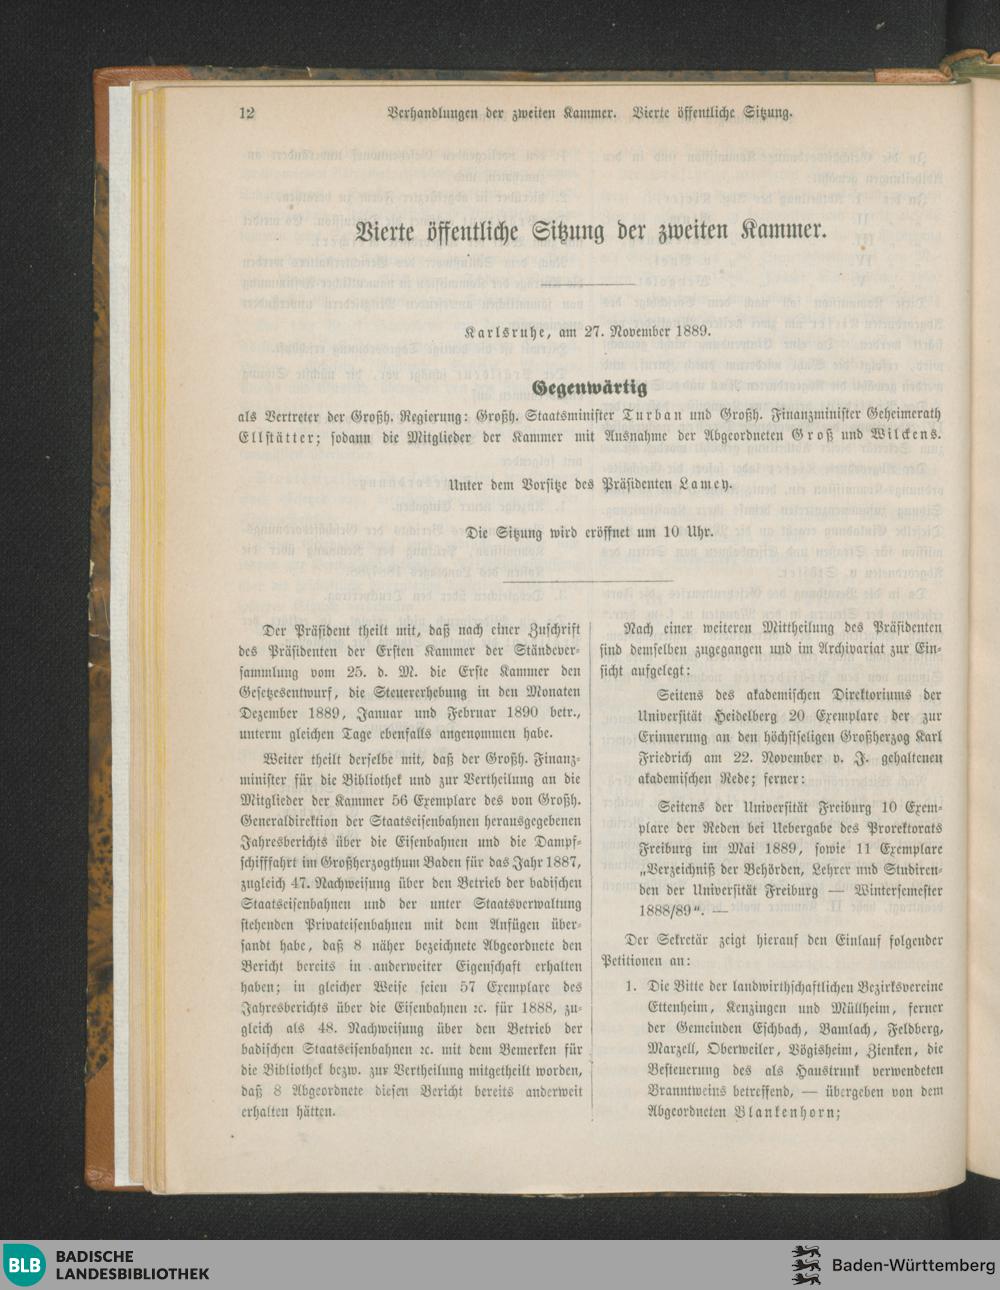 12 Verhandlungen der zweiten Kammer. Vierte öffentliche Sitzung.
Vierte öffentliche Sitzung der zweiten Kammer.
Karlsruhe, am 27. November 1889.
Gegenwärtig
als Vertreter der Großh. Regierung: Großh. Staatsminister Turban und Großh. Finanzminister Geheimerath
Ellstätter; sodann die Mitglieder der Kammer mit Ausnahme der Abgeordneten Groß und Wilckens.
Unter dem Vorsitze des Präsidenten Lamey.
Die Sitzung wird eröffnet um 10 Uhr.
Der Präsident theilt mit, daß nach einer Zuschrift
des Präsidenten der Ersten Kammer der Ständever-
sammlung vom 25. d. M. die Erste Kammer den
Gesetzesentwurf, die Steuererhebung in den Monaten
Dezember 1889, Januar und Februar 1890 betr.,
unterm gleichen Tage ebenfalls angenommen habe.
Weiter theilt derselbe mit, daß der Großh. Finanz-
minister für die Bibliothek und zur Vertheilung an die
Mitglieder der Kammer 56 Exemplare des von Großh.
Generaldirektion der Staatseisenbahnen herausgegebenen
Jahresberichts über die Eisenbahnen und die Dampf-
schifffahrt im Großherzogthum Baden für das Jahr 1887,
zugleich 47. Nachweisung über den Betrieb der badischen
Staatseisenbahnen und der unter Staatsverwaltung
stehenden Privateisenbahnen mit dem Anfügen über-
sandt habe, daß 8 näher bezeichnete Abgeordnete den
Bericht bereits in anderweiter Eigenschaft erhalten
haben; in gleicher Weise seien 57 Exemplare des
Jahresberichts über die Eisenbahnen ꝛc. für 1888, zu-
gleich als 48. Nachweisung über den Betrieb der
badischen Staatseisenbahnen ꝛc. mit dem Bemerken für
die Bibliothek bezw. zur Vertheilung mitgetheilt worden,
daß 8 Abgeordnete diesen Bericht bereits anderweit
erhalten hätten.
Nach einer weiteren Mittheilung des Präsidenten
sind demselben zugegangen und im Archivariat zur Ein-
sicht aufgelegt:
Seitens des akademischen Direktoriums der
Universität Heidelberg 20 Exemplare der zur
Erinnerung an den höchstseligen Großherzog Karl
Friedrich am 22. November v. J. gehaltenen
akademischen Rede; ferner:
Seitens der Universität Freiburg 10 Exem-
plare der Reden bei Uebergabe des Prorektorats
Freiburg im Mai 1889, sowie 11 Exemplare
„Verzeichniß der Behörden, Lehrer und Studiren-
den der Universität Freiburg — Wintersemester
1888/89“. —
Der Sekretär zeigt hierauf den Einlauf folgender
Petitionen an:
1. Die Bitte der landwirthschaftlichen Bezirksvereine
Ettenheim, Kenzingen und Müllheim, ferner
der Gemeinden Eschbach, Bamlach, Feldberg,
Marzell, Oberweiler, Vögisheim, Zienken, die
Besteuerung des als Haustrunk verwendeten
Branntweins betreffend, — übergeben von dem
Abgeordneten Blankenhorn;
BLB BADISCHE
LANDESBIBLIOTHEK
Baden-Württemberg